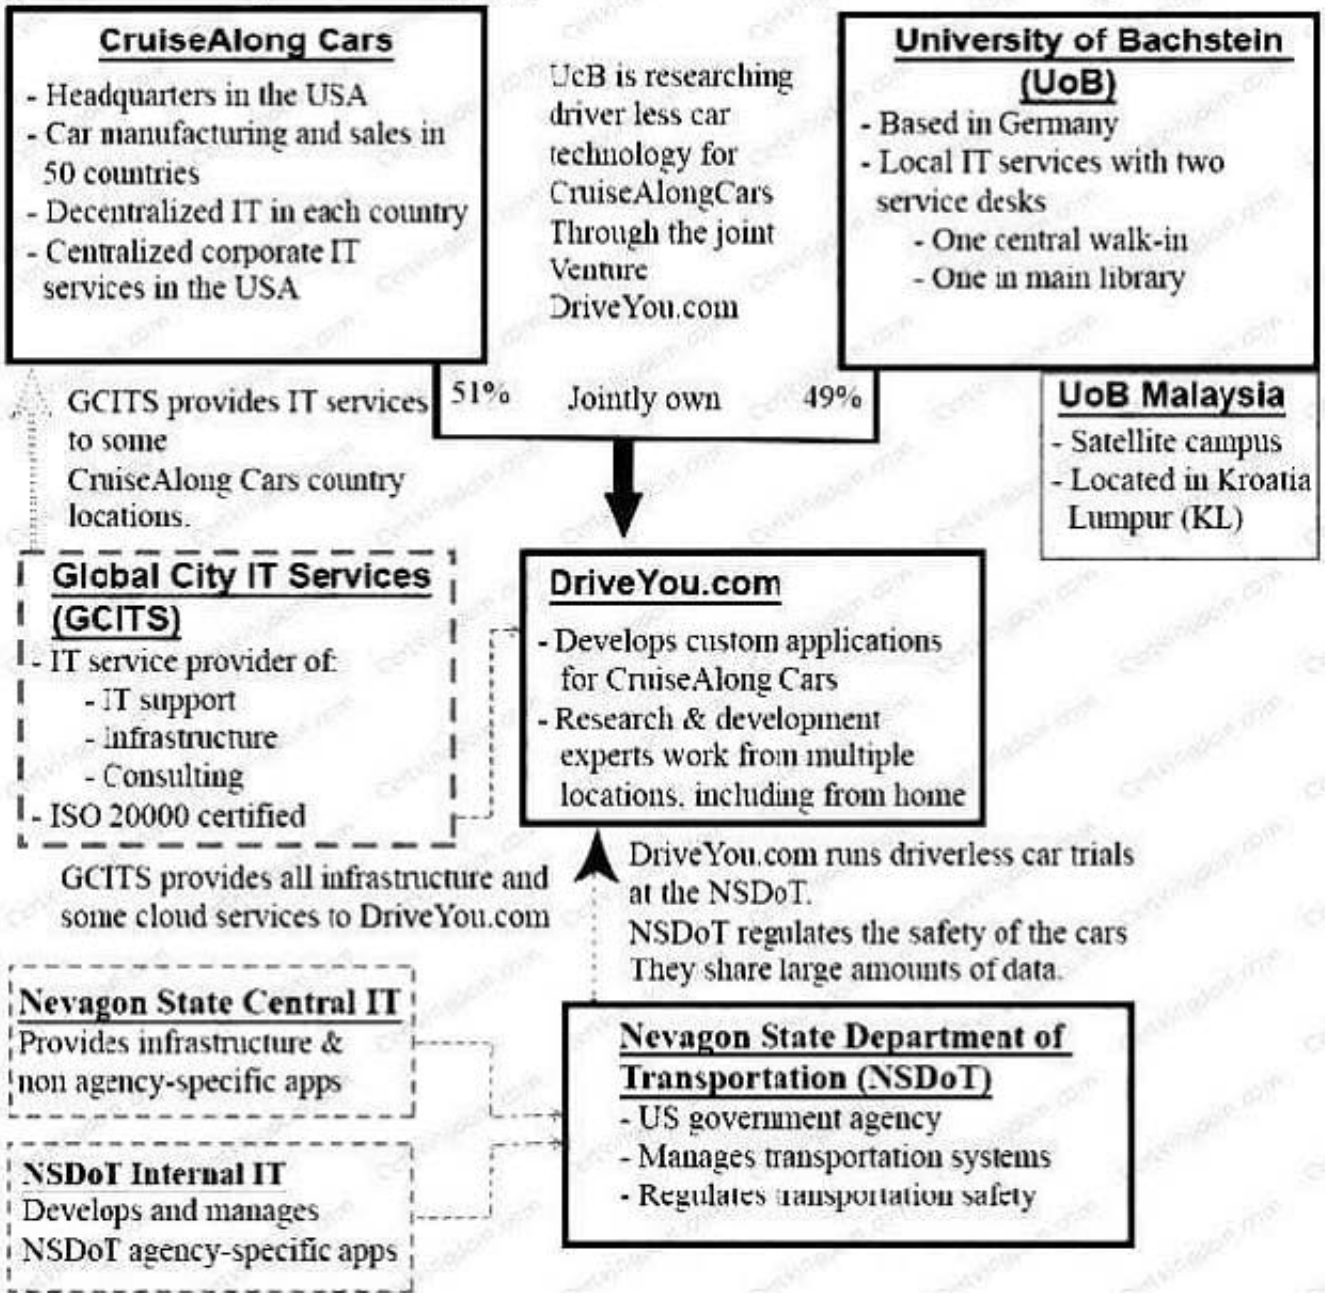 CruiseAlong Cars
- Headquarters in the USA
- Car manufacturing and sales in
50 countries
- Decentralized IT in each country
- Centralized corporate IT
services in the USA
UcB is researching
driver less car
technology for
CruiseAlongCars
Through the joint
Venture
DriveYou.com
University of Bachstein
(UoB)
- Based in Germany
- Local IT services with two
service desks
- One central walk-in
- One in main library
51% Jointly own 49%
UoB Malaysia
- Satellite campus
- Located in Kroatia
Lumpur (KL)
GCITS provides IT services
to some
CruiseAlong Cars country
locations.
Global City IT Services
(GCITS)
- IT service provider of:
- IT support
- Infrastructure
- Consulting
- ISO 20000 certified
DriveYou.com
- Develops custom applications
for CruiseAlong Cars
- Research & development
experts work from multiple
locations, including from home
GCITS provides all infrastructure and
some cloud services to DriveYou.com
DriveYou.com runs driverless car trials
at the NSDoT.
NSDoT regulates the safety of the cars
They share large amounts of data.
Nevagon State Central IT
Provides infrastructure &
non agency-specific apps
NSDoT Internal IT
Develops and manages
NSDoT agency-specific apps
Nevagon State Department of
Transportation (NSDoT)
- US government agency
- Manages transportation systems
- Regulates transportation safety